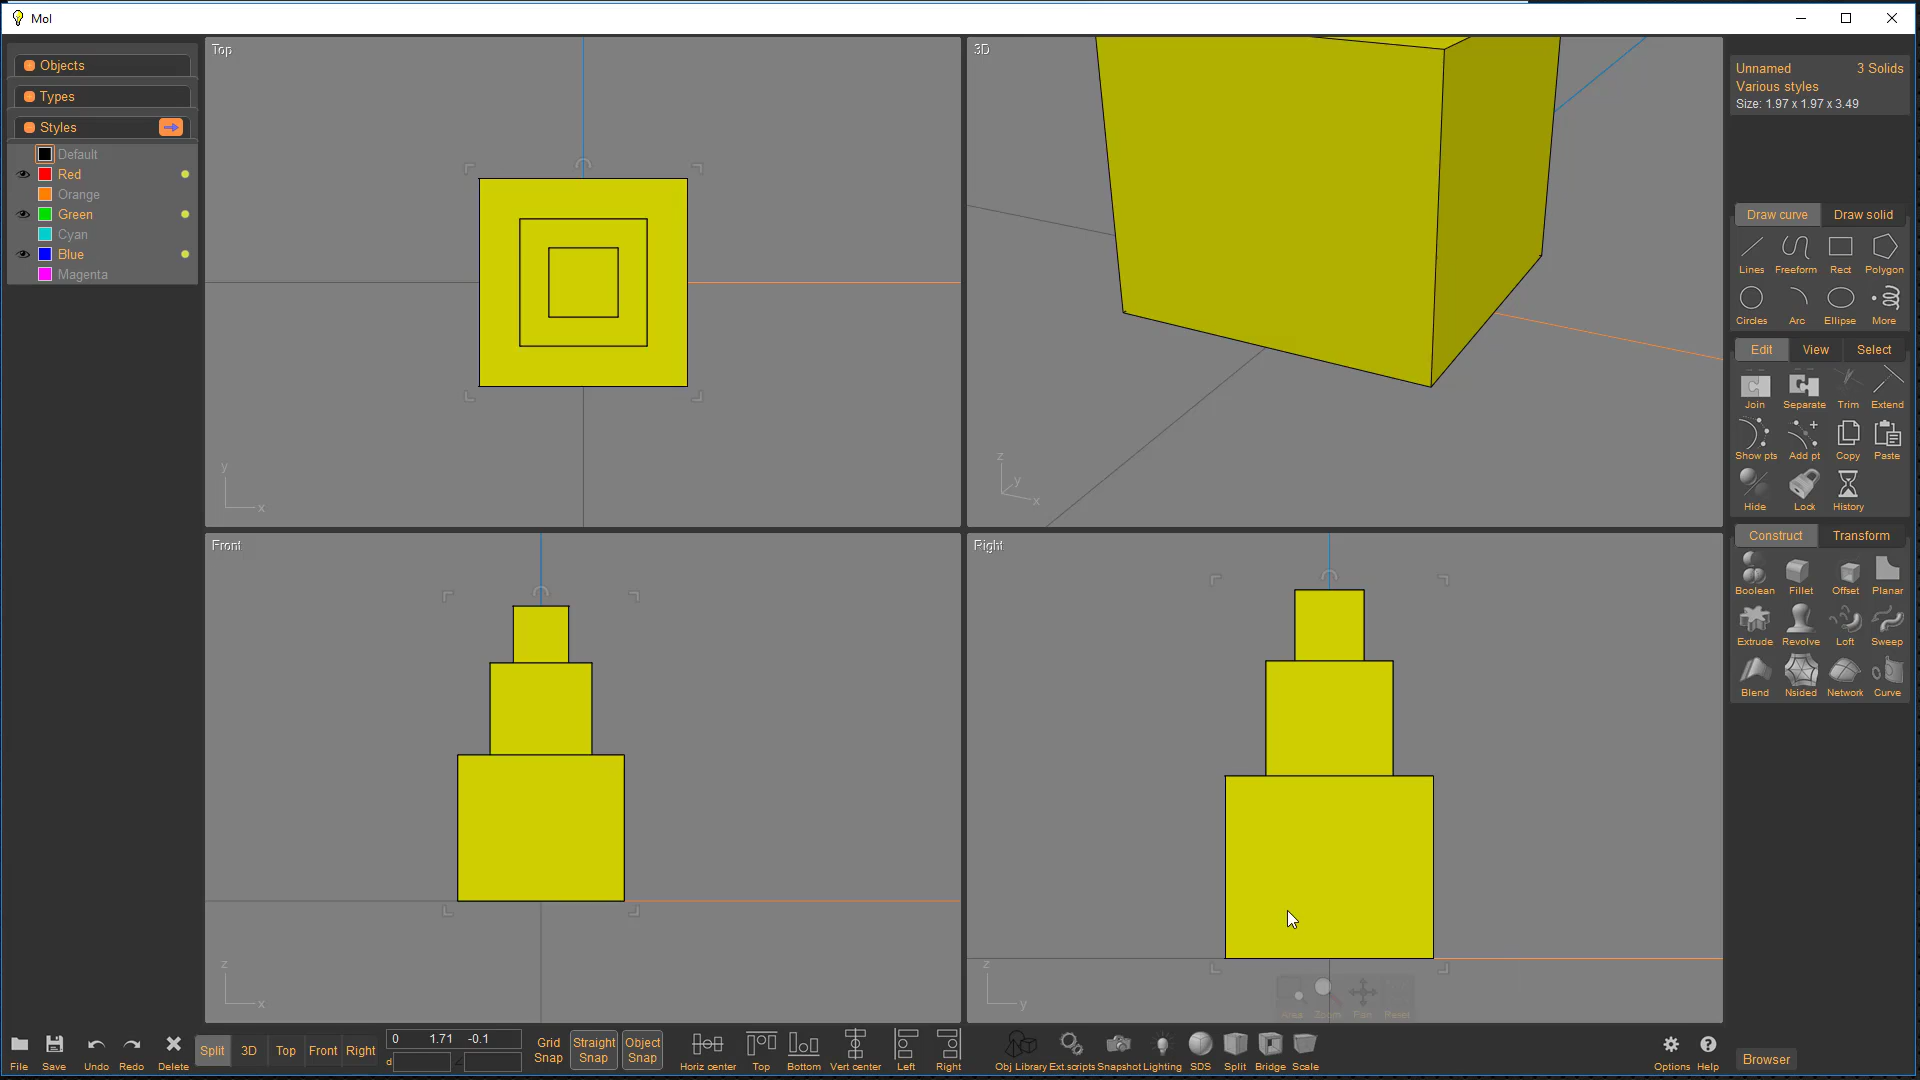 MoI
Objects
Types
Styles
Default
Red
Orange
Green
Cyan
Blue
Magenta
Top
y
x
3D
z
y
x
Front
z
x
Right
z
y
Area Zoom Pan Reset
Unnamed 3 Solids
Various styles
Size: 1.97 x 1.97 x 3.49
Draw curve Draw solid
Lines Freeform Rect Polygon
Circles Arc Ellipse More
Edit View Select
Join Separate Trim Extend
Show pts Add pt Copy Paste
Hide Lock History
Construct Transform
Boolean Fillet Offset Planar
Extrude Revolve Loft Sweep
Blend Nsided Network Curve
File Save Undo Redo Delete
Split 3D Top Front Right
0 1.71 -0.1
d
Grid Snap
Straight Snap
Object Snap
Horiz center Top Bottom Vert center Left Right
Obj Library Ext.scripts Snapshot Lighting SDS Split Bridge Scale
Options Help
Browser